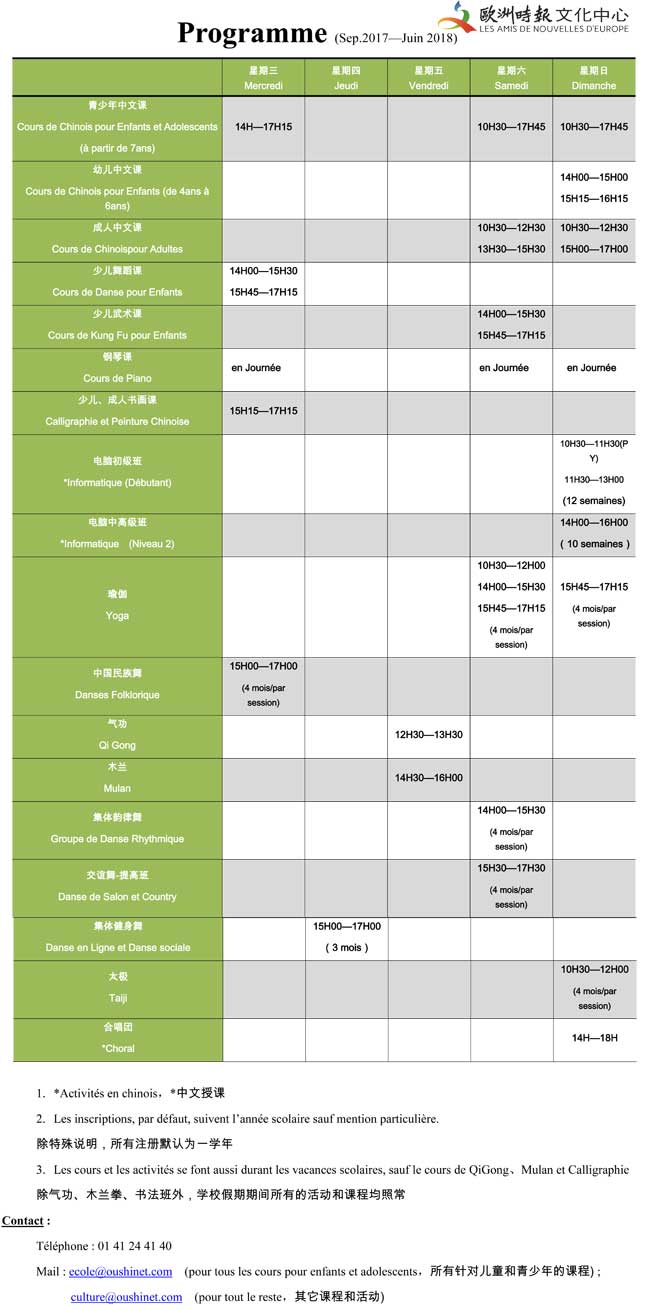 歐洲時報文化中心
LES AMIS DE NOUVELLES D'EUROPE
Programme (Sep.2017—Juin 2018)
星期三 星期四 星期五 星期六 星期日
Mercredi Jeudi Vendredi Samedi Dimanche
青少年中文课
Cours de Chinois pour Enfants et Adolescents 14H—17H15 10H30—17H45 10H30—17H45
(à partir de 7ans)
幼儿中文课
14H00—15H00
Cours de Chinois pour Enfants (de 4ans à
15H15—16H15
6ans)
成人中文课 10H30—12H30 10H30—12H30
Cours de Chinoispour Adultes 13H30—15H30 15H00—17H00
少儿舞蹈课 14H00—15H30
Cours de Danse pour Enfants 15H45—17H15
少儿武术课 14H00—15H30
Cours de Kung Fu pour Enfants 15H45—17H15
钢琴课
en Journée en Journée en Journée
Cours de Piano
少儿、成人书画课
15H15—17H15
Calligraphie et Peinture Chinoise
10H30—11H30(P
Y)
电脑初级班
*Informatique (Débutant) 11H30—13H00
(12 semaines)
电脑中高级班 14H00—16H00
*Informatique (Niveau 2) ( 10 semaines )
10H30—12H00
14H00—15H30 15H45—17H15
瑜伽
15H45—17H15 (4 mois/par
Yoga
(4 mois/par session)
session)
15H00—17H00
中国民族舞
(4 mois/par
Danses Folklorique
session)
气功
12H30—13H30
Qi Gong
木兰
14H30—16H00
Mulan
14H00—15H30
集体韵律舞
(4 mois/par
Groupe de Danse Rhythmique
session)
15H30—17H30
交谊舞-提高班
(4 mois/par
Danse de Salon et Country
session)
集体健身舞 15H00—17H00
Danse en Ligne et Danse sociale ( 3 mois )
10H30—12H00
太极
(4 mois/par
Taiji
session)
合唱团
14H—18H
*Choral
1. *Activités en chinois，*中文授课
2. Les inscriptions, par défaut, suivent l’année scolaire sauf mention particulière.
除特殊说明，所有注册默认为一学年
3. Les cours et les activités se font aussi durant les vacances scolaires, sauf le cours de QiGong、Mulan et Calligraphie
除气功、木兰拳、书法班外，学校假期期间所有的活动和课程均照常
Contact :
Téléphone : 01 41 24 41 40
Mail : ecole@oushinet.com (pour tous les cours pour enfants et adolescents，所有针对儿童和青少年的课程) ;
culture@oushinet.com (pour tout le reste，其它课程和活动)